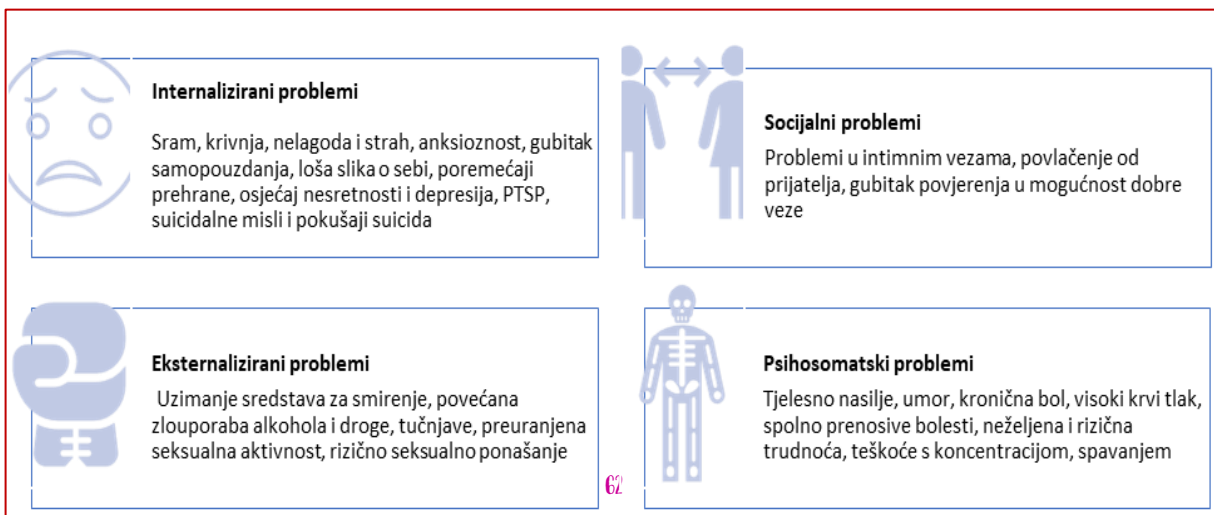 Internalizirani problemi
Sram, krivnja, nelagoda i strah, anksioznost, gubitak
samopouzdanja, loša slika o sebi, poremećaji
prehrane, osjećaj nesretnosti i depresija, PTSP,
suicidalne misli i pokušaji suicida
Socijalni problemi
Problemi u intimnim vezama, povlačenje od
prijatelja, gubitak povjerenja u mogućnost dobre
veze
Eksternalizirani problemi
Uzimanje sredstava za smirenje, povećana
zlouporaba alkohola i droge, tučnjave, preuranjena
seksualna aktivnost, rizično seksualno ponašanje
Psihosomatski problemi
Tjelesno nasilje, umor, kronična bol, visoki krvi tlak,
spolno prenosive bolesti, neželjena i rizična
trudnoća, teškoće s koncentracijom, spavanjem
62